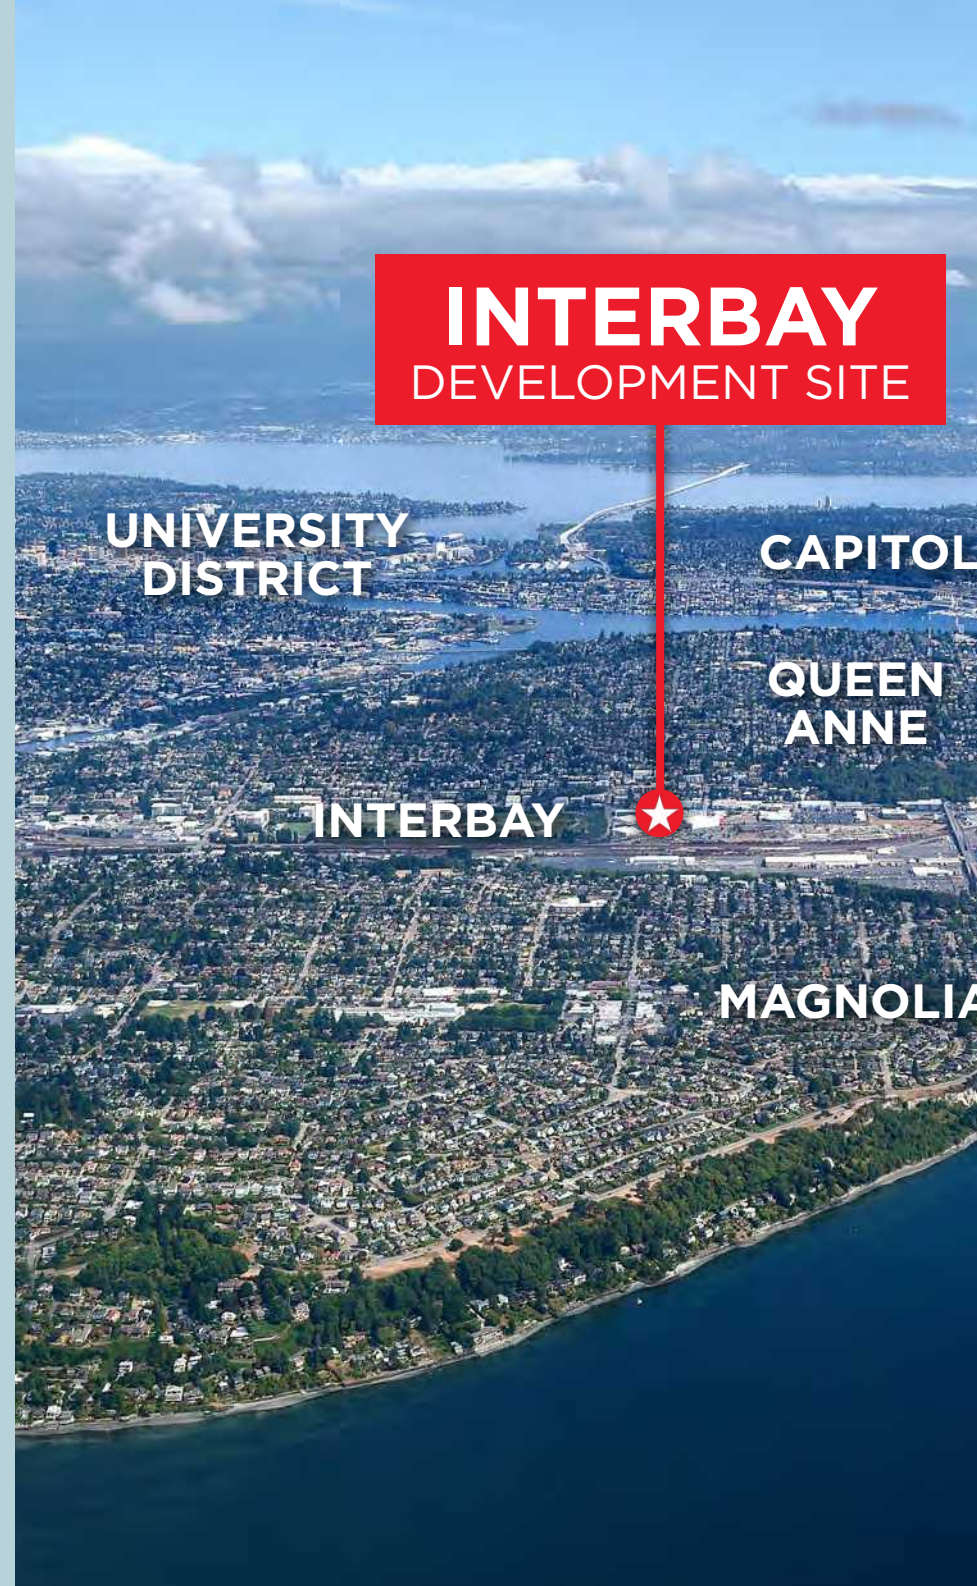 INTERBAY
DEVELOPMENT SITE
UNIVERSITY
DISTRICT
CAPITOL
QUEEN
ANNE
INTERBAY
MAGNOLIA